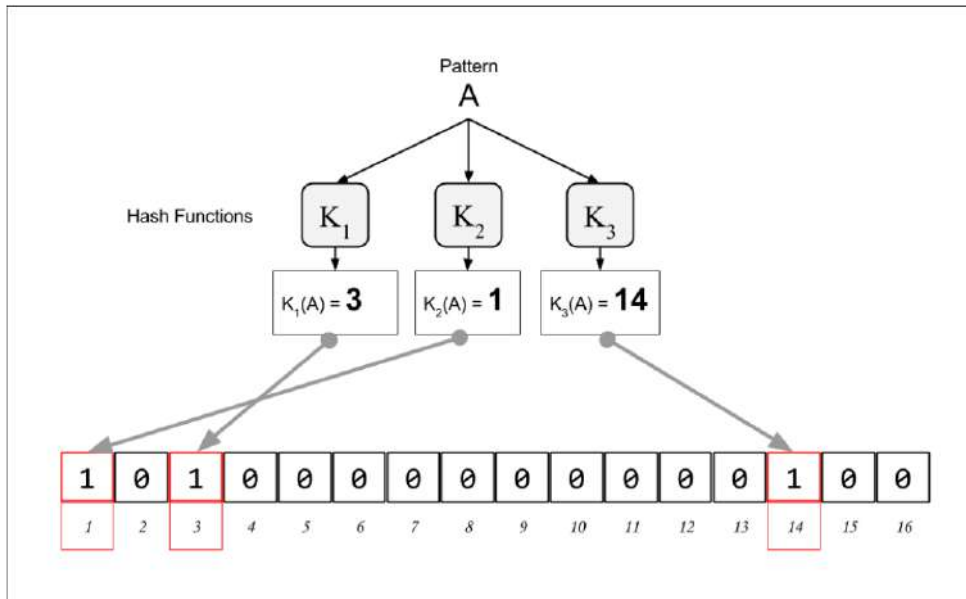 Pattern
A
Hash Functions
K1
K2
K3
K1(A) = 3
K2(A) = 1
K3(A) = 14
1 0 1 0 0 0 0 0 0 0 0 0 0 1 0 0
1 2 3 4 5 6 7 8 9 10 11 12 13 14 15 16